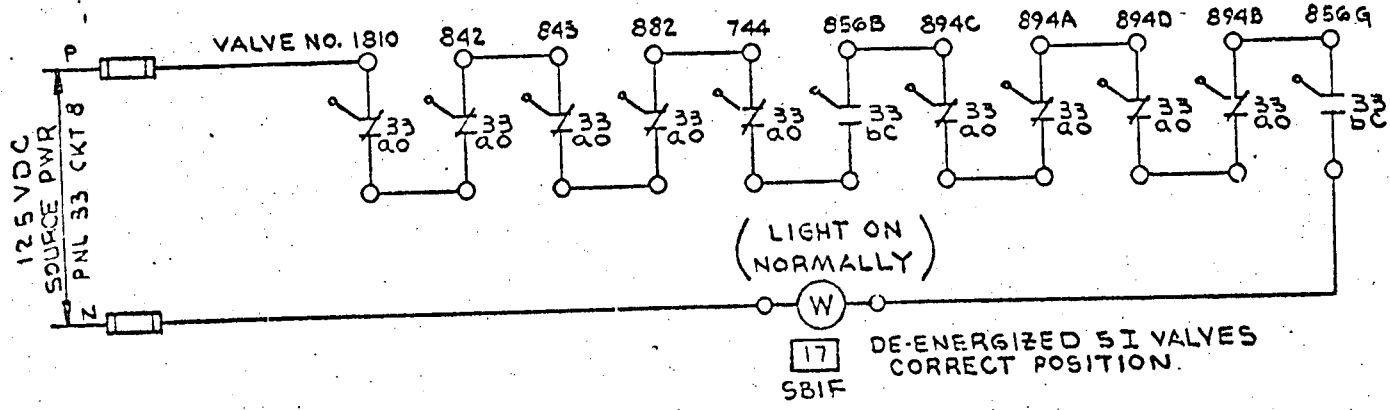 VALVE NO. 1810 842 843 882 744 856B 894C 894A 894D 894B 856G
P
33 33 33 33 33 33 33 33 33 33 33
ao ao ao ao ao bC ao ao ao ao bC
125 VDC
SOURCE PWR
PNL 33 CKT 8
N
(LIGHT ON
NORMALLY)
W
17
SB1F
DE-ENERGIZED SI VALVES
CORRECT POSITION.